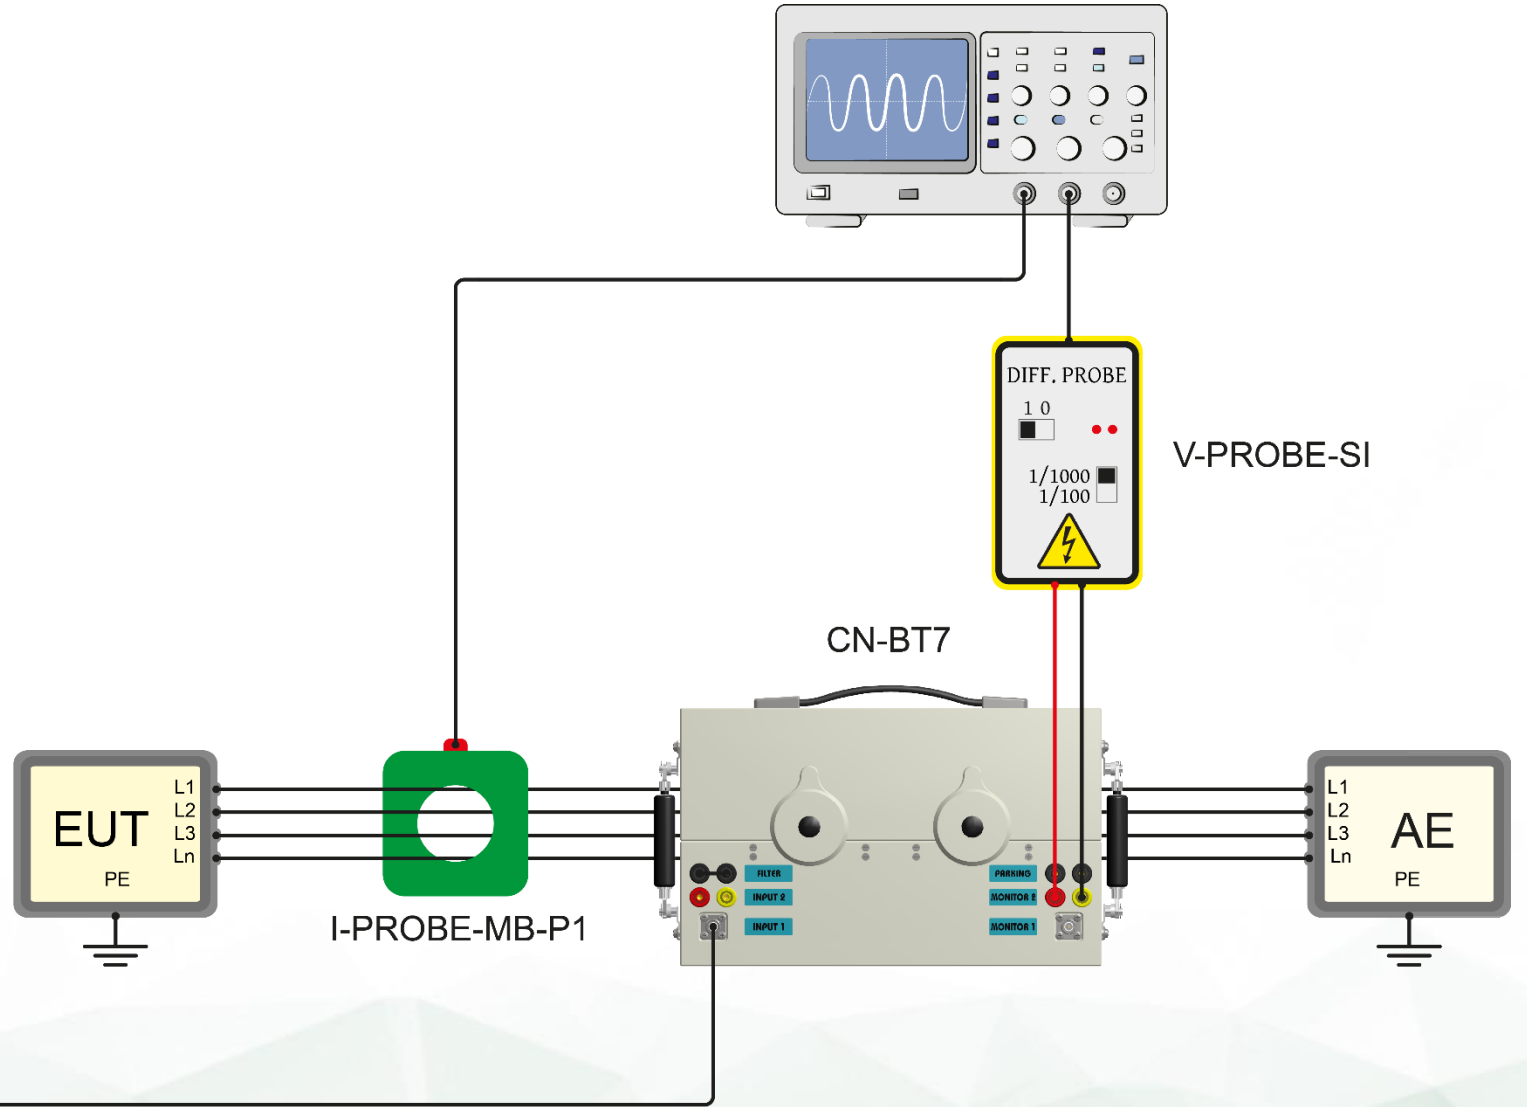 DIFF. PROBE
1 0
1/1000
1/100
V-PROBE-SI
CN-BT7
EUT
L1
L2
L3
Ln
PE
I-PROBE-MB-P1
FILTER
INPUT 2
INPUT 1
PARKING
MONITOR 2
MONITOR 1
L1
L2
L3
Ln
AE
PE